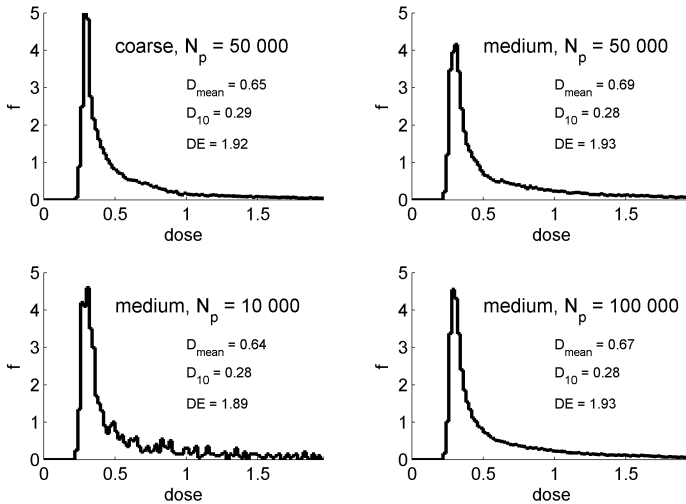 coarse, N_p = 50 000
D_mean = 0.65
D_10 = 0.29
DE = 1.92
f
5
4
3
2
1
0
0 0.5 1 1.5
dose
medium, N_p = 50 000
D_mean = 0.69
D_10 = 0.28
DE = 1.93
f
5
4
3
2
1
0
0 0.5 1 1.5
dose
medium, N_p = 10 000
D_mean = 0.64
D_10 = 0.28
DE = 1.89
f
5
4
3
2
1
0
0 0.5 1 1.5
dose
medium, N_p = 100 000
D_mean = 0.67
D_10 = 0.28
DE = 1.93
f
5
4
3
2
1
0
0 0.5 1 1.5
dose